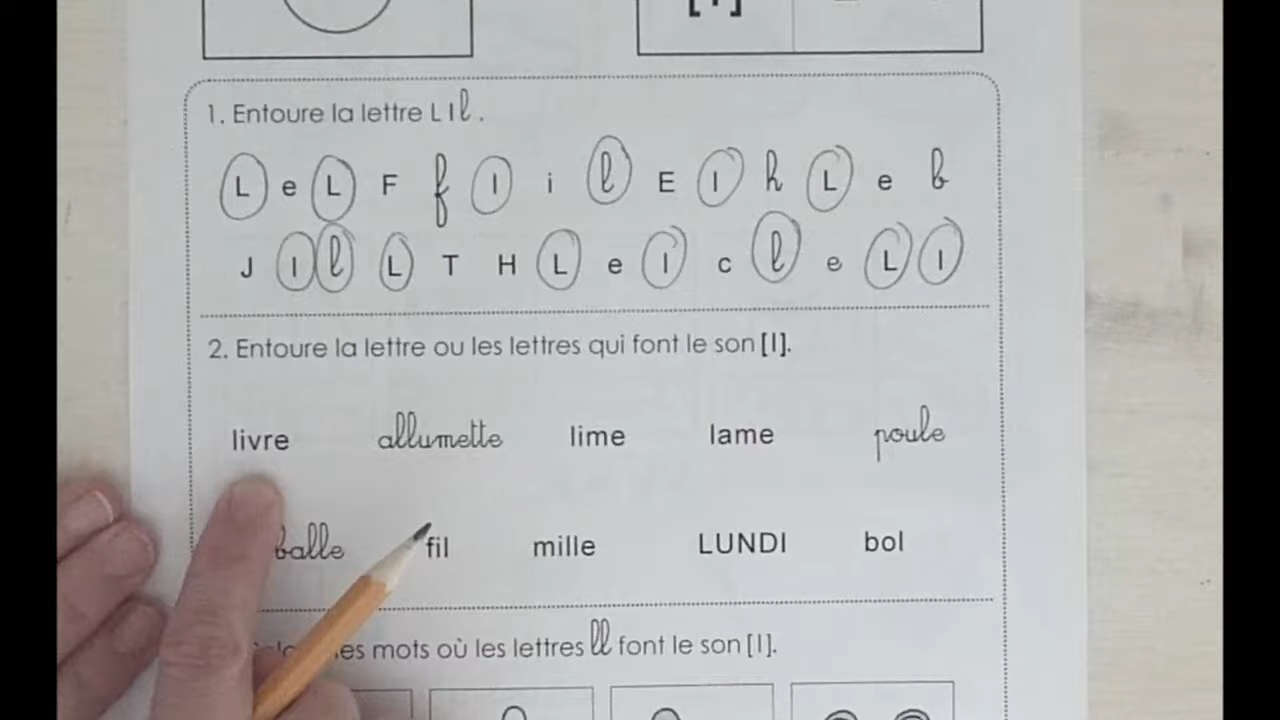 1. Entoure la lettre L l l .
L e L F f l i l E l h L e b
J l l L T H L e l c l e L l
2. Entoure la lettre ou les lettres qui font le son [l].
livre allumette lime lame poule
balle fil mille LUNDI bol
mots où les lettres ll font le son [l].